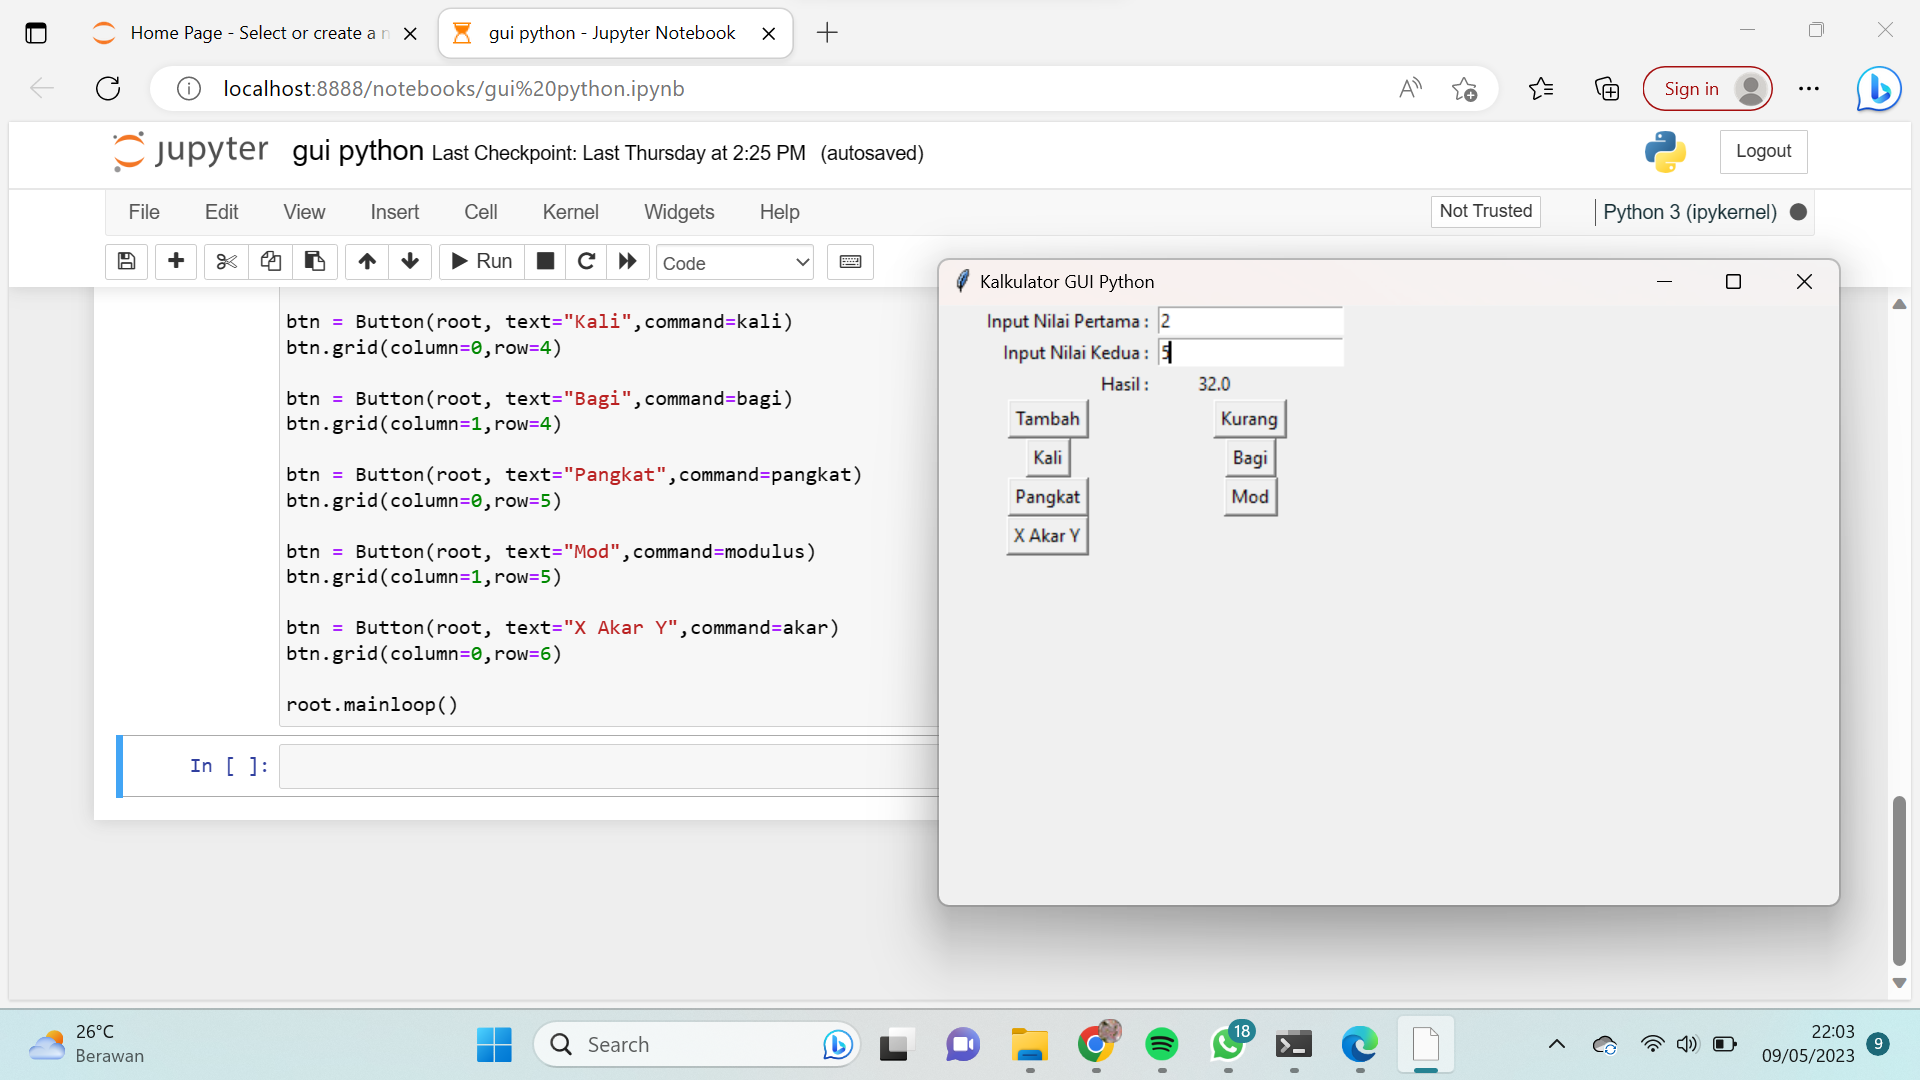 Home Page - Select or create a n
gui python - Jupyter Notebook
localhost:8888/notebooks/gui%20python.ipynb
Sign in
jupyter gui python Last Checkpoint: Last Thursday at 2:25 PM (autosaved)
Logout
File Edit View Insert Cell Kernel Widgets Help
Not Trusted
Python 3 (ipykernel)
Run
Code
btn = Button(root, text="Kali",command=kali)
btn.grid(column=0,row=4)
btn = Button(root, text="Bagi",command=bagi)
btn.grid(column=1,row=4)
btn = Button(root, text="Pangkat",command=pangkat)
btn.grid(column=0,row=5)
btn = Button(root, text="Mod",command=modulus)
btn.grid(column=1,row=5)
btn = Button(root, text="X Akar Y",command=akar)
btn.grid(column=0,row=6)
root.mainloop()
In [ ]:
Kalkulator GUI Python
Input Nilai Pertama : 2
Input Nilai Kedua : 5
Hasil : 32.0
Tambah Kurang
Kali Bagi
Pangkat Mod
X Akar Y
26°C
Berawan
Search
18
22:03
09/05/2023
9